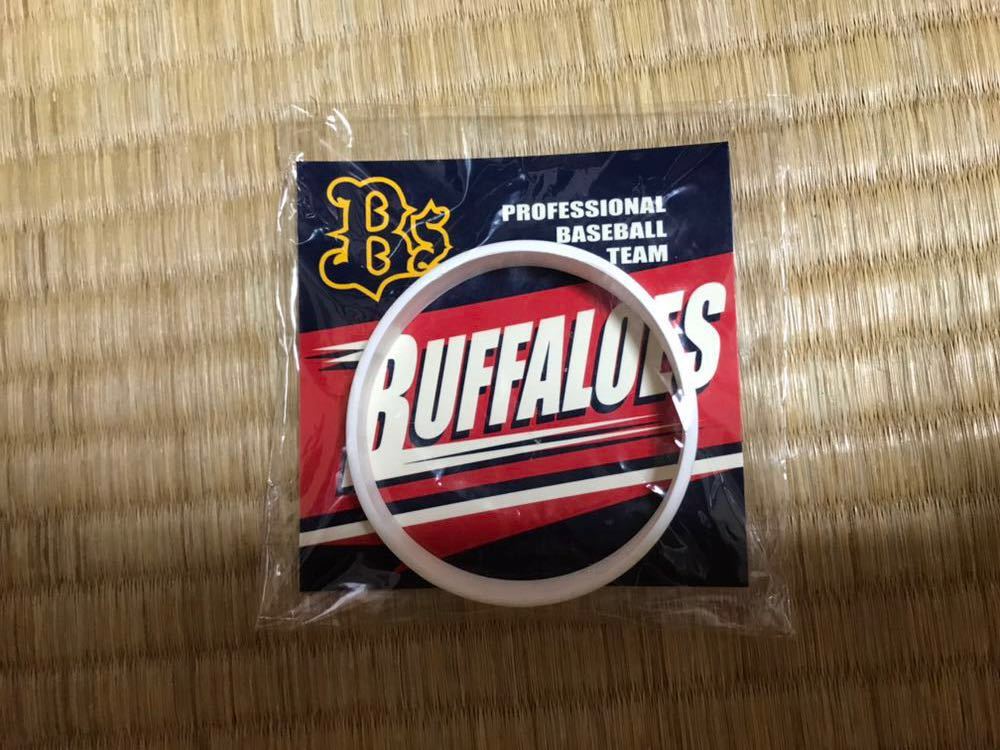 Bs
PROFESSIONAL
BASEBALL
TEAM
BUFFALOES